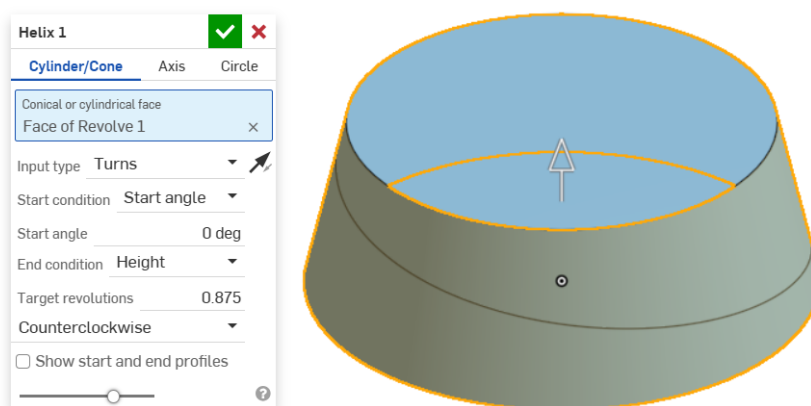 Helix 1
Cylinder/Cone Axis Circle
Conical or cylindrical face
Face of Revolve 1
Input type Turns
Start condition Start angle
Start angle 0 deg
End condition Height
Target revolutions 0.875
Counterclockwise
Show start and end profiles